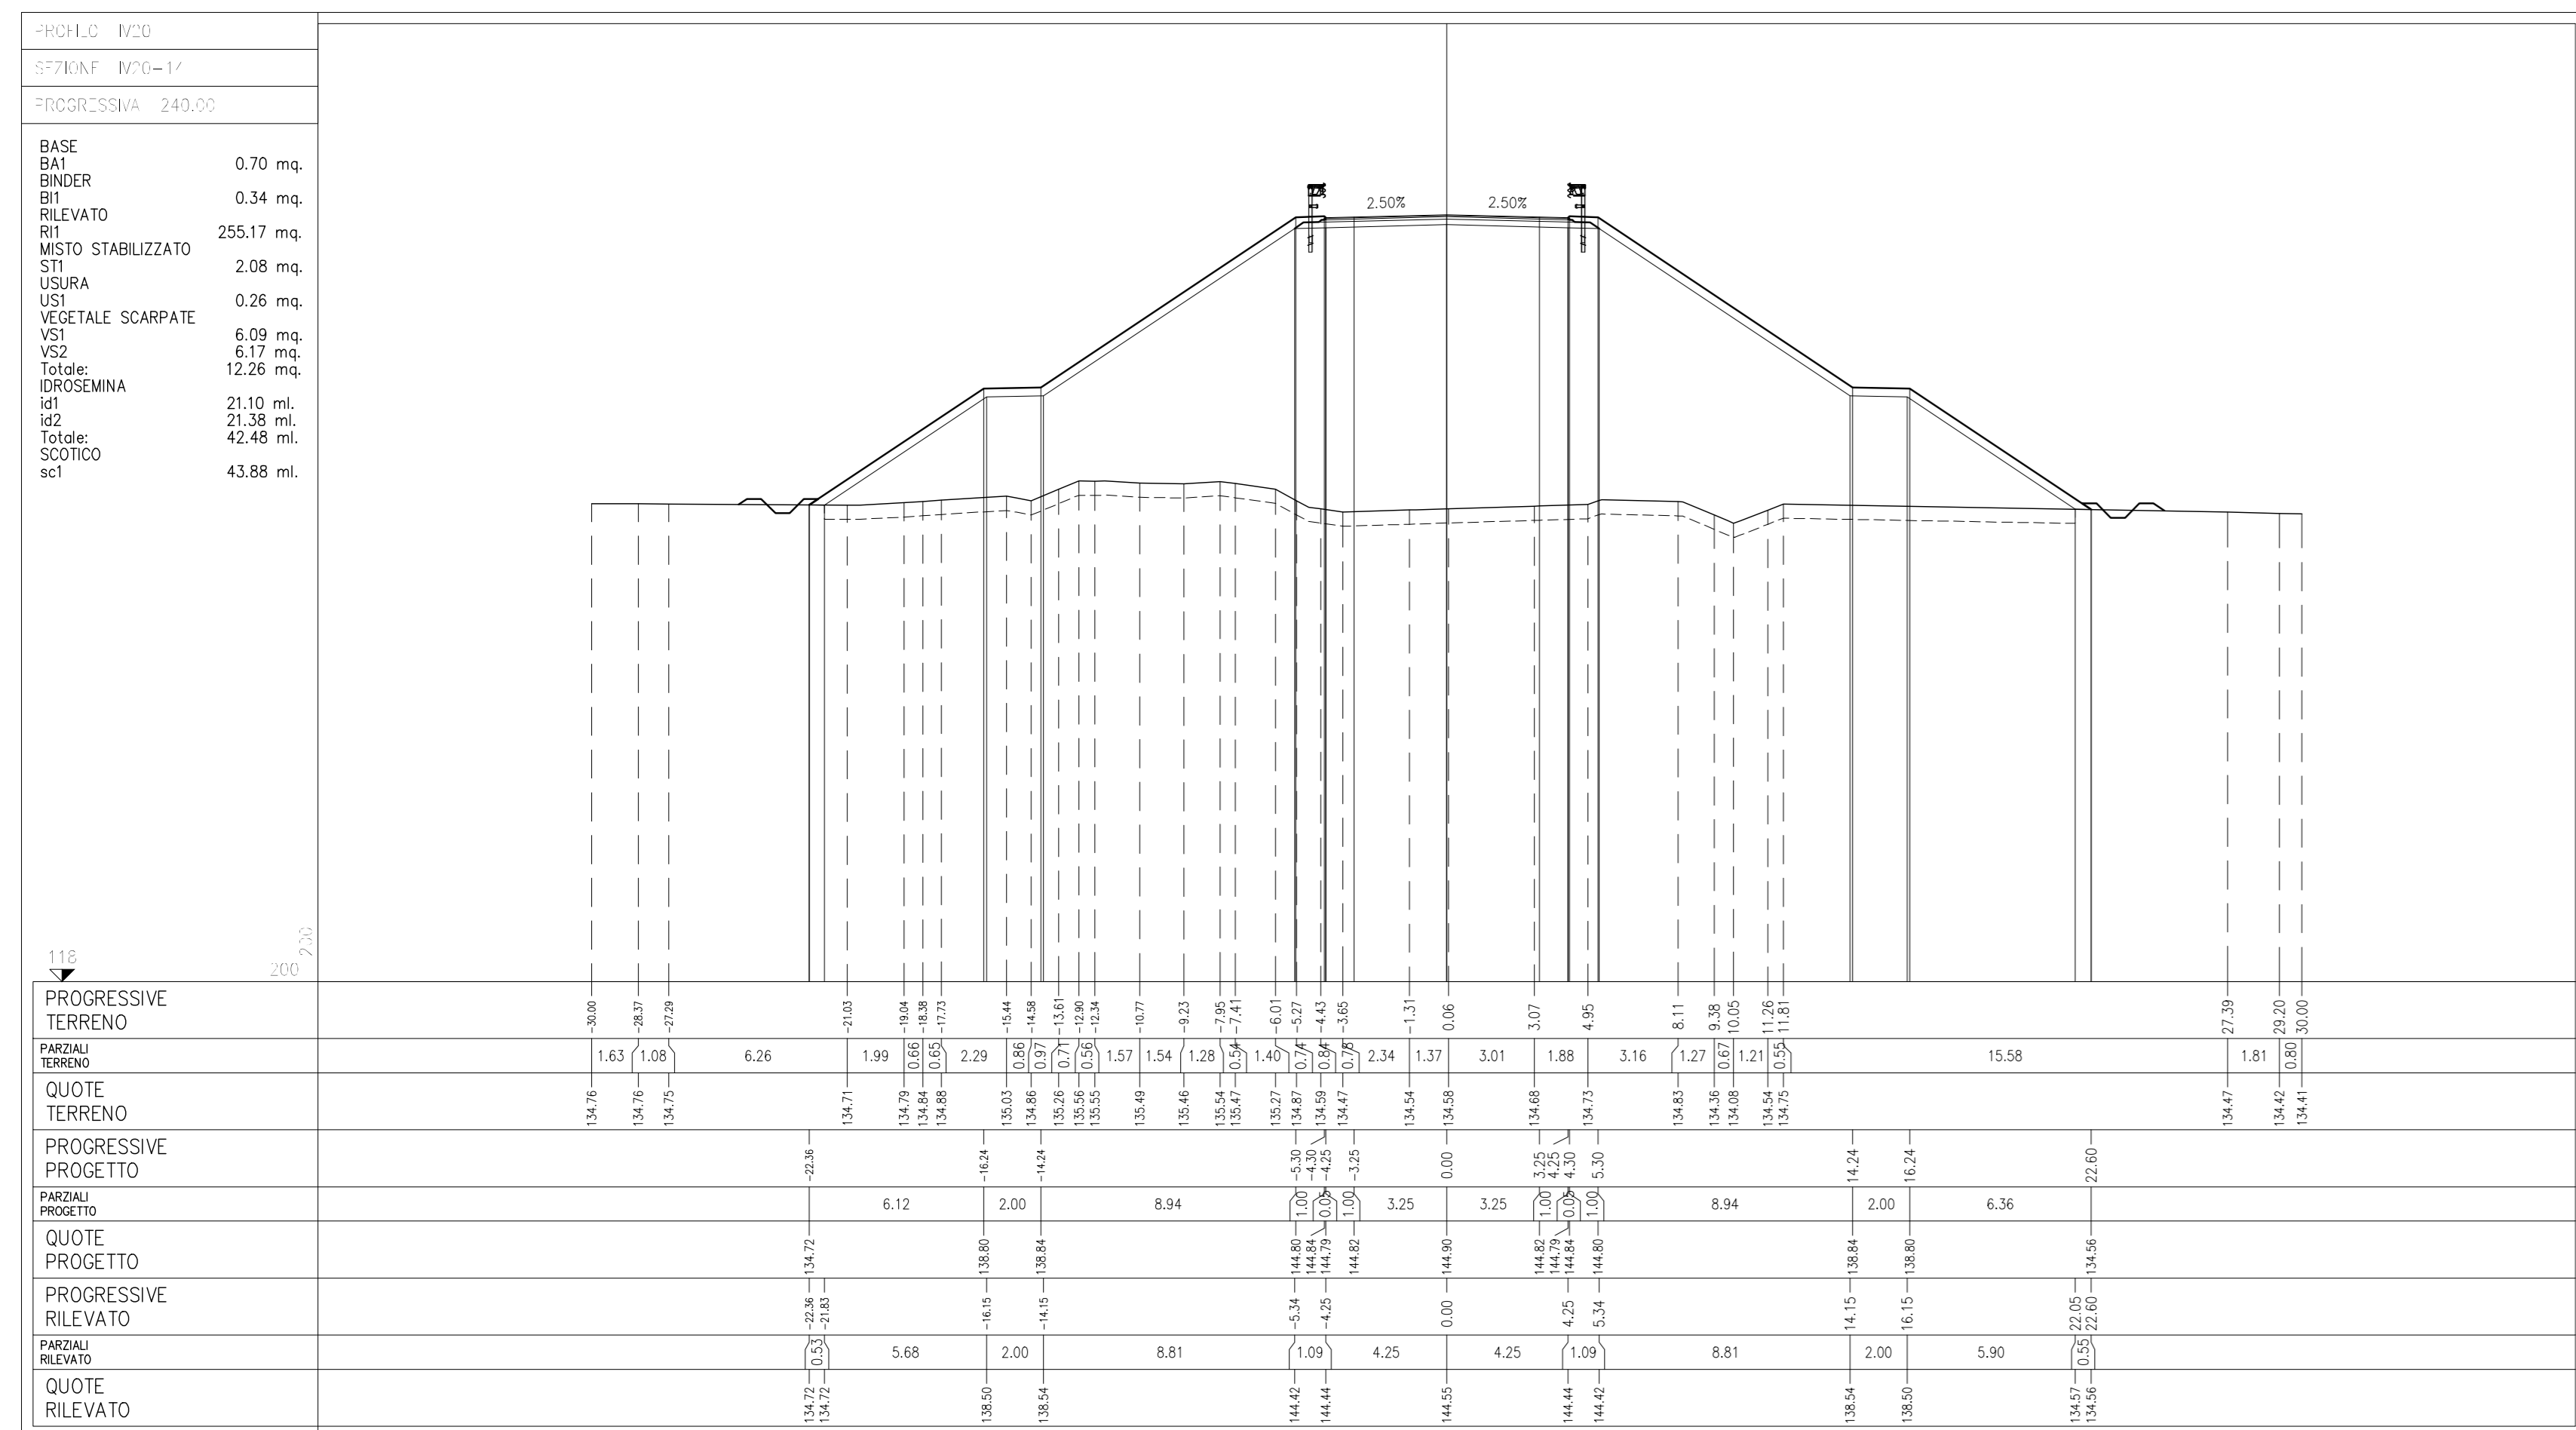 PROFILO IV20
SEZIONE IV20-14
PROGRESSIVA 240.00
BASE
BA1 0.70 mq.
BINDER
BI1 0.34 mq.
RILEVATO
RI1 255.17 mq.
MISTO STABILIZZATO
ST1 2.08 mq.
USURA
US1 0.26 mq.
VEGETALE SCARPATE
VS1 6.09 mq.
VS2 6.17 mq.
Totale: 12.26 mq.
IDROSEMINA
id1 21.10 ml.
id2 21.38 ml.
Totale: 42.48 ml.
SCOTICO
sc1 43.88 ml.
2.50% 2.50%
118
200
200
PROGRESSIVE
TERRENO
-30.00 -28.37 -27.29 -21.03 -19.04 -18.38 -17.73 -15.44 -14.58 -13.61 -12.90 -12.34 -10.77 -9.23 -7.95 -7.41 -6.01 -5.27 -4.43 -3.65 -1.31 0.06 3.07 4.95 8.11 9.38 10.05 11.26 11.81 27.39 29.20 30.00
PARZIALI
TERRENO
1.63 1.08 6.26 1.99 0.66 0.65 2.29 0.86 0.97 0.71 0.56 1.57 1.54 1.28 0.54 1.40 0.74 0.84 0.78 2.34 1.37 3.01 1.88 3.16 1.27 0.67 1.21 0.55 15.58 1.81 0.80
QUOTE
TERRENO
134.76 134.76 134.75 134.71 134.79 134.84 134.88 135.03 134.86 135.26 135.56 135.55 135.49 135.46 135.54 135.47 135.27 134.87 134.59 134.47 134.54 134.58 134.68 134.73 134.83 134.36 134.08 134.54 134.75 134.47 134.42 134.41
PROGRESSIVE
PROGETTO
-22.36 -16.24 -14.24 -5.30 -4.30 -4.25 -3.25 0.00 3.25 4.25 4.30 5.30 14.24 16.24 22.60
PARZIALI
PROGETTO
6.12 2.00 8.94 1.00 0.05 1.00 3.25 3.25 1.00 0.05 1.00 8.94 2.00 6.36
QUOTE
PROGETTO
134.72 138.80 138.84 144.80 144.84 144.79 144.82 144.90 144.82 144.79 144.84 144.80 138.84 138.80 134.56
PROGRESSIVE
RILEVATO
-22.36 -21.83 -16.15 -14.15 -5.34 -4.25 0.00 4.25 5.34 14.15 16.15 22.05 22.60
PARZIALI
RILEVATO
0.53 5.68 2.00 8.81 1.09 4.25 4.25 1.09 8.81 2.00 5.90 0.55
QUOTE
RILEVATO
134.72 134.72 138.50 138.54 144.42 144.44 144.55 144.44 144.42 138.54 138.50 134.57 134.56